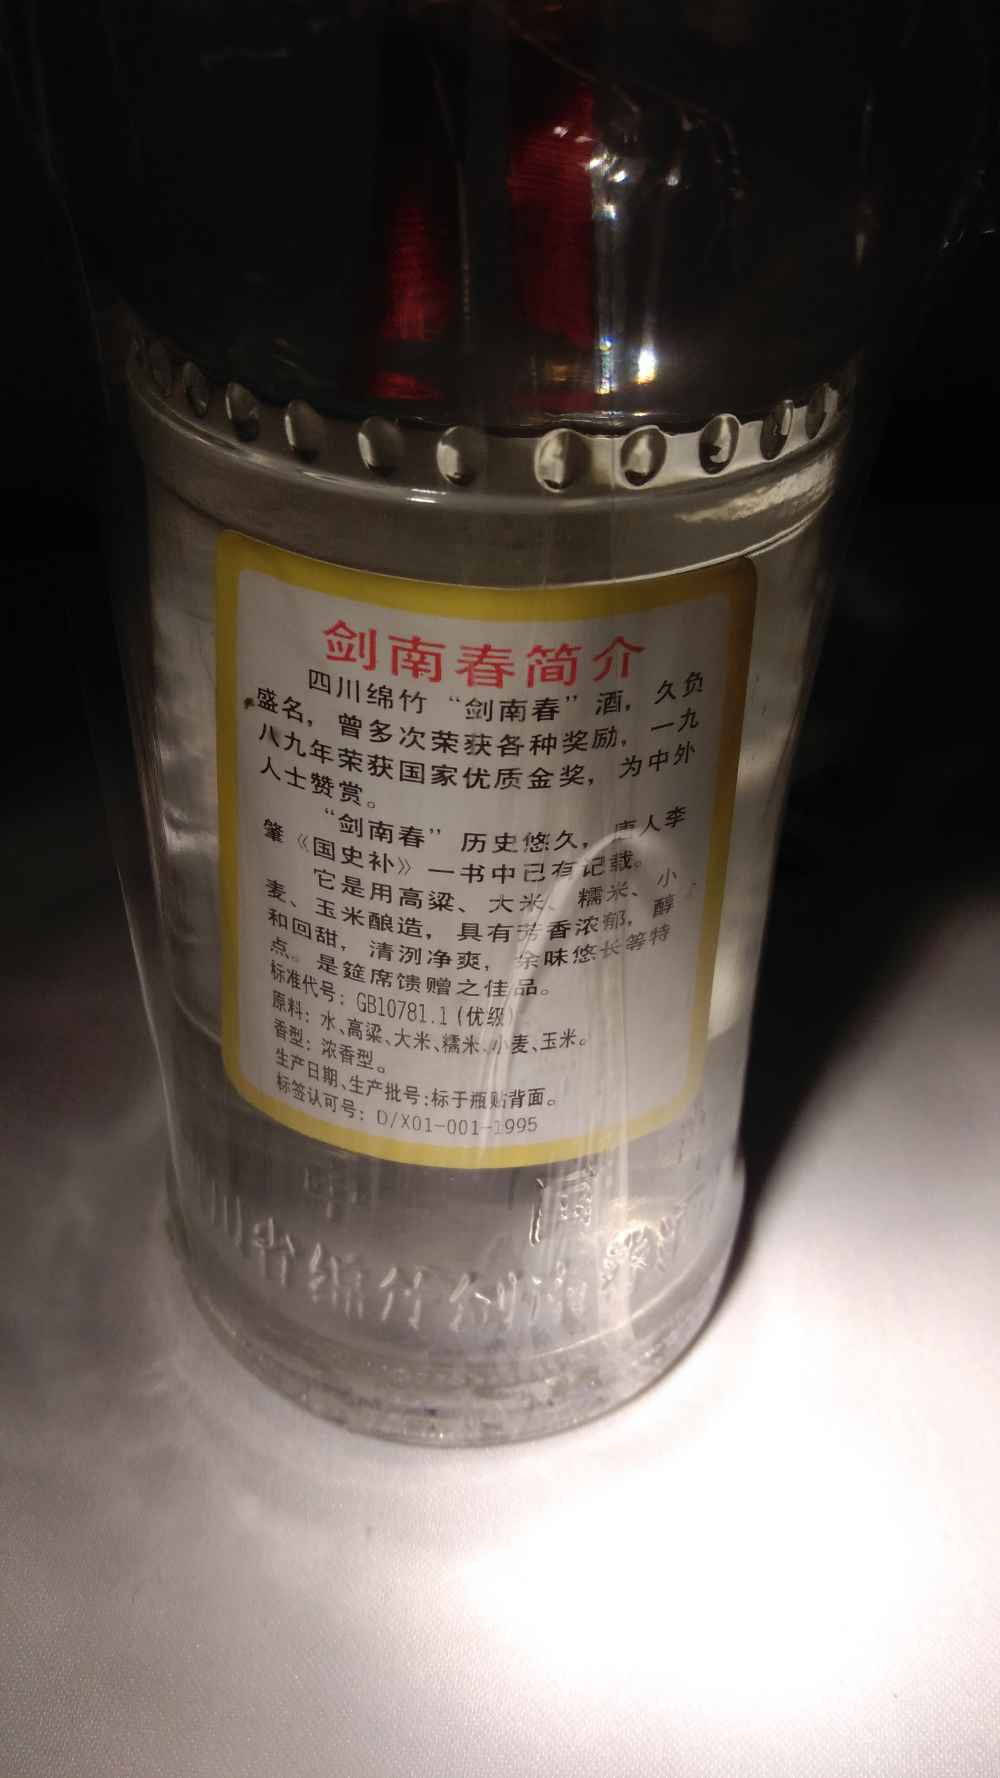 剑南春简介
四川绵竹“剑南春”酒，久负
盛名，曾多次荣获各种奖励，一九
八九年荣获国家优质金奖，为中外
人士赞赏。
“剑南春”历史悠久，唐人李
肇《国史补》一书中已有记载。
它是用高粱、大米、糯米、小
麦、玉米酿造，具有芳香浓郁，醇
和回甜，清洌净爽，余味悠长等特
点。是筵席馈赠之佳品。
标准代号：GB10781.1(优级)
原料：水、高粱、大米、糯米、小麦、玉米。
香型：浓香型。
生产日期、生产批号:标于瓶贴背面。
标签认可号：D/X01-001-1995
中国
川省绵竹剑南